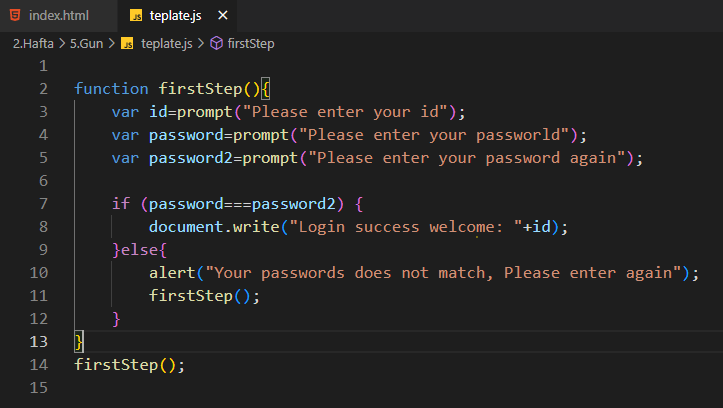 index.html teplate.js
2.Hafta > 5.Gun > teplate.js > firstStep
1
2 function firstStep(){
3 var id=prompt("Please enter your id");
4 var password=prompt("Please enter your passworld");
5 var password2=prompt("Please enter your password again");
6
7 if (password===password2) {
8 document.write("Login success welcome: "+id);
9 }else{
10 alert("Your passwords does not match, Please enter again");
11 firstStep();
12 }
13 }
14 firstStep();
15